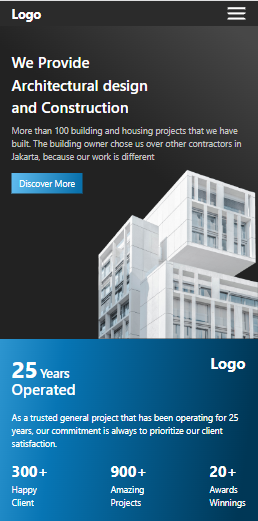 Logo
We Provide
Architectural design
and Construction
More than 100 building and housing projects that we have
built. The building owner chose us over other contractors in
Jakarta, because our work is different
Discover More
Logo
25 Years
Operated
As a trusted general project that has been operating for 25
years, our commitment is always to prioritize our client
satisfaction.
300+ 900+ 20+
Happy Amazing Awards
Client Projects Winnings